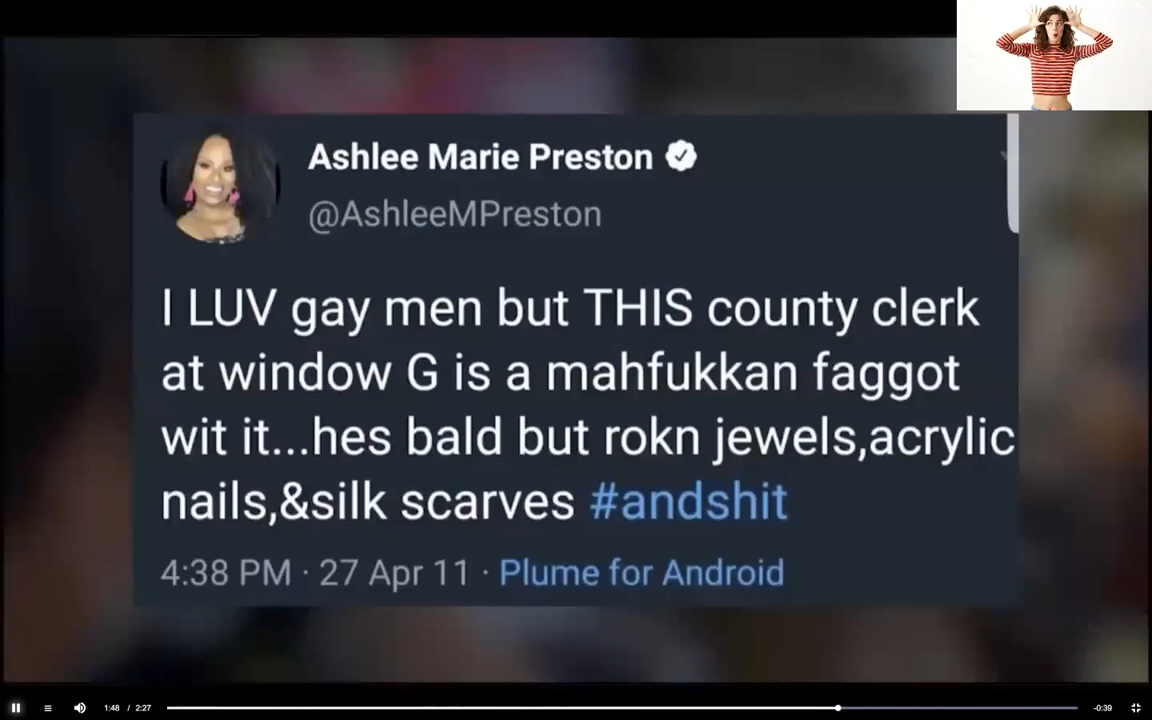 Ashlee Marie Preston
@AshleeMPreston
I LUV gay men but THIS county clerk
at window G is a mahfukkan faggot
wit it...hes bald but rokn jewels,acrylic
nails,&silk scarves #andshit
4:38 PM · 27 Apr 11 · Plume for Android
1:48 / 2:27
-0:39